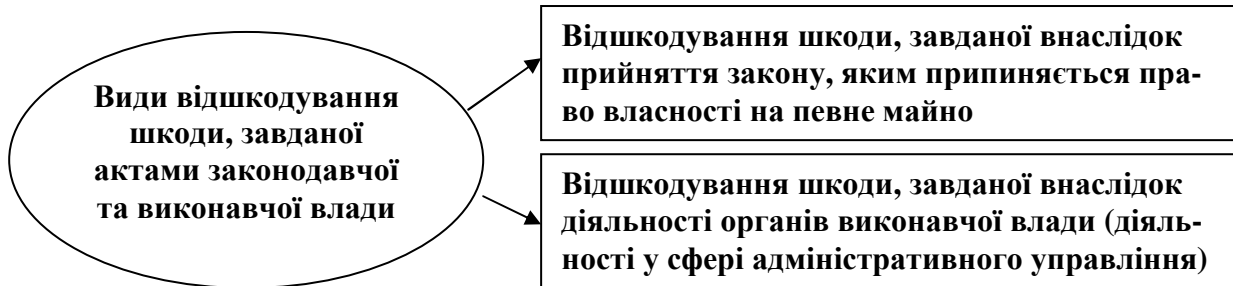 Види відшкодування
шкоди, завданої
актами законодавчої
та виконавчої влади
Відшкодування шкоди, завданої внаслідок
прийняття закону, яким припиняється пра-
во власності на певне майно
Відшкодування шкоди, завданої внаслідок
діяльності органів виконавчої влади (діяль-
ності у сфері адміністративного управління)